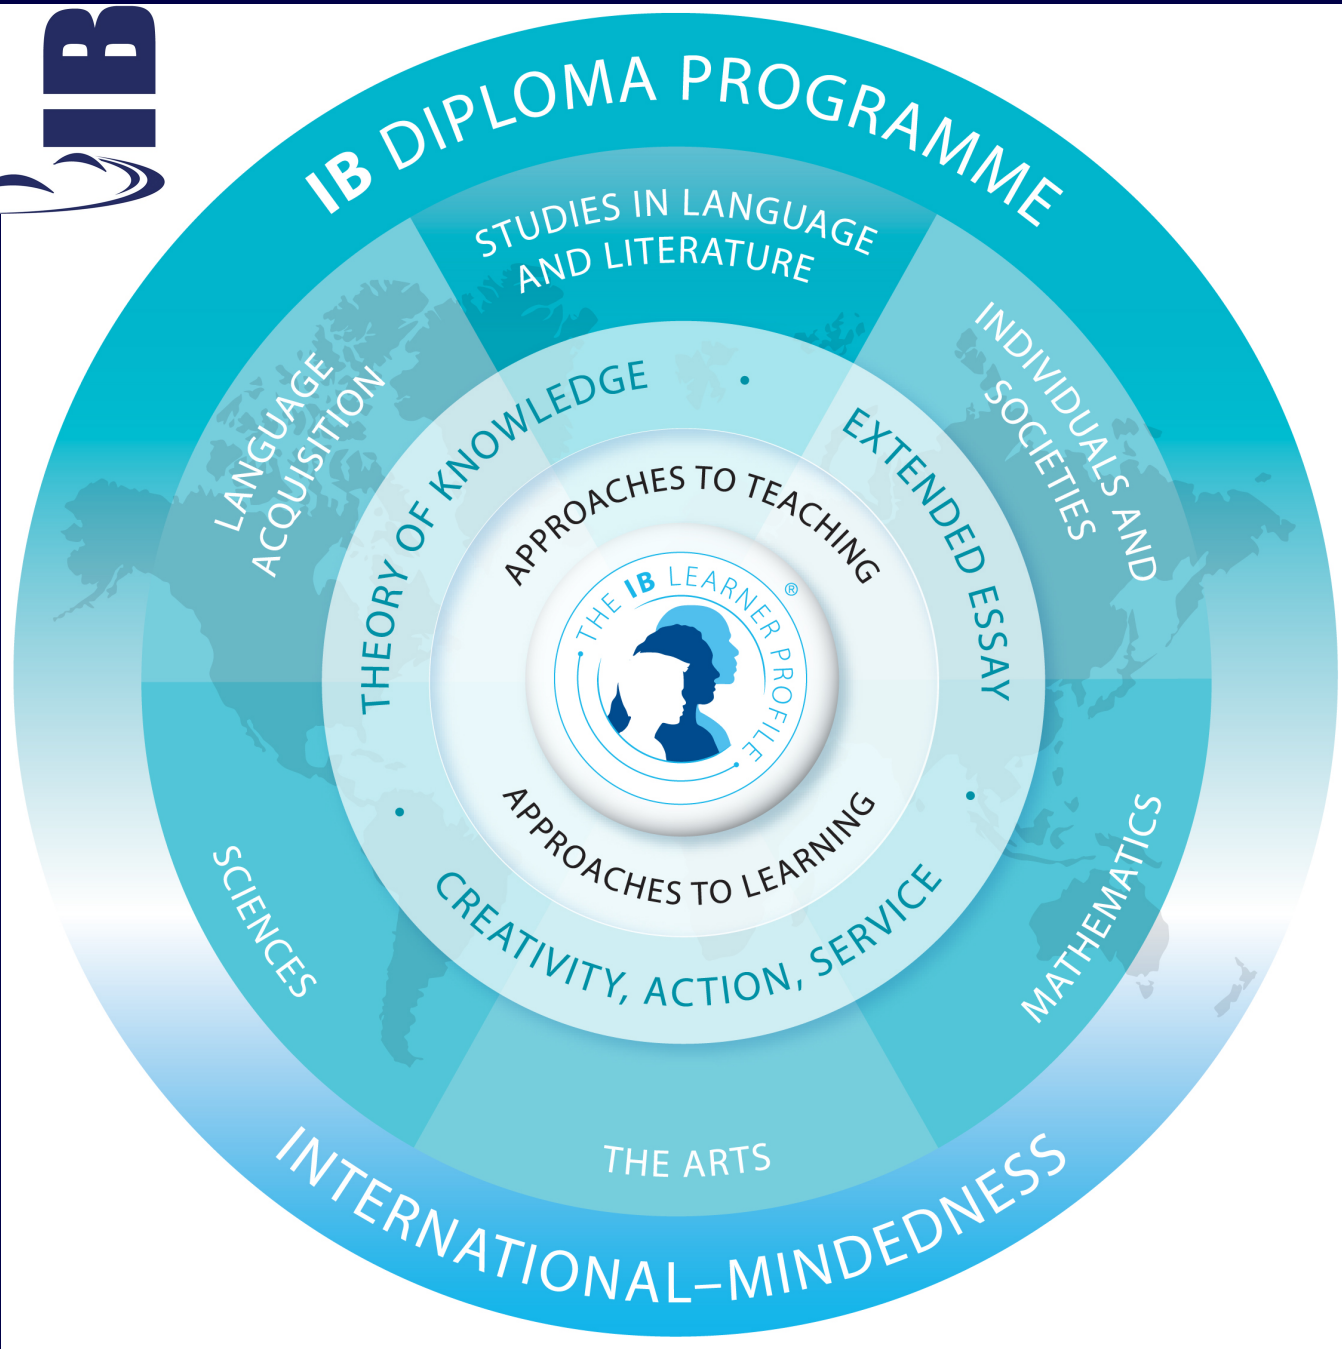 IB
IB DIPLOMA PROGRAMME
STUDIES IN LANGUAGE
AND LITERATURE
LANGUAGE
ACQUISITION
INDIVIDUALS AND
SOCIETIES
THEORY OF KNOWLEDGE
EXTENDED ESSAY
APPROACHES TO TEACHING
THE IB LEARNER PROFILE
®
APPROACHES TO LEARNING
CREATIVITY, ACTION, SERVICE
SCIENCES
MATHEMATICS
THE ARTS
INTERNATIONAL–MINDEDNESS